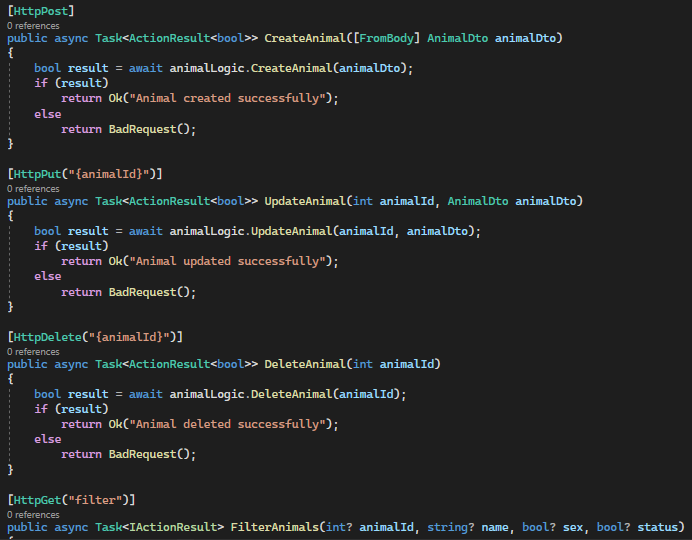 [HttpPost]
0 references
public async Task<ActionResult<bool>> CreateAnimal([FromBody] AnimalDto animalDto)
{
    bool result = await animalLogic.CreateAnimal(animalDto);
    if (result)
        return Ok("Animal created successfully");
    else
        return BadRequest();
}

[HttpPut("{animalId}")]
0 references
public async Task<ActionResult<bool>> UpdateAnimal(int animalId, AnimalDto animalDto)
{
    bool result = await animalLogic.UpdateAnimal(animalId, animalDto);
    if (result)
        return Ok("Animal updated successfully");
    else
        return BadRequest();
}

[HttpDelete("{animalId}")]
0 references
public async Task<ActionResult<bool>> DeleteAnimal(int animalId)
{
    bool result = await animalLogic.DeleteAnimal(animalId);
    if (result)
        return Ok("Animal deleted successfully");
    else
        return BadRequest();
}

[HttpGet("filter")]
0 references
public async Task<IActionResult> FilterAnimals(int? animalId, string? name, bool? sex, bool? status)
{